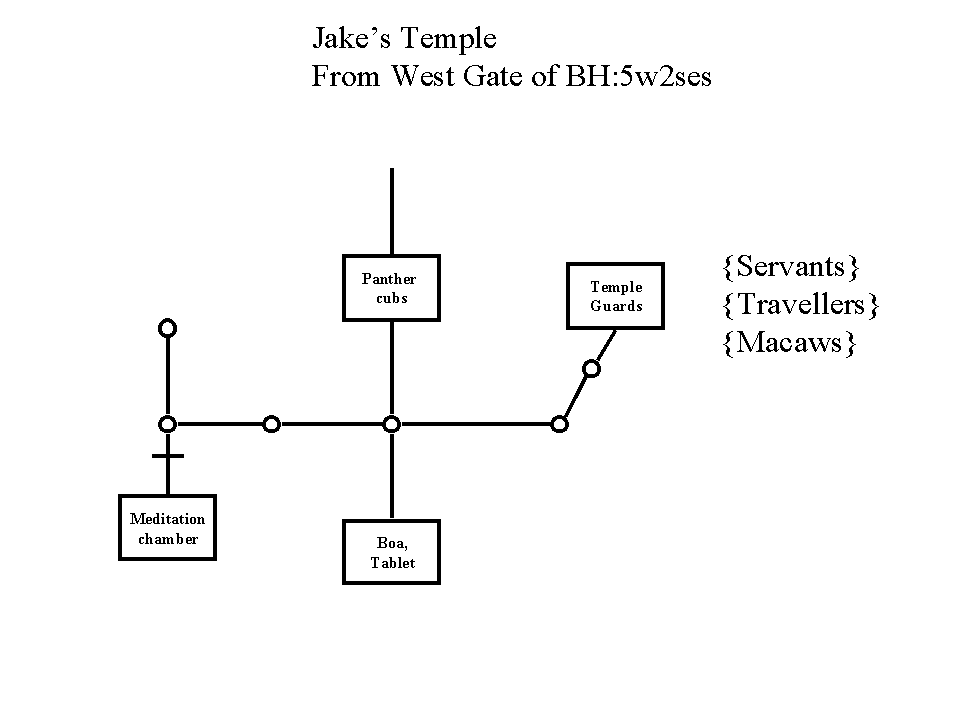 Jake’s Temple
From West Gate of BH:5w2ses
Panther
cubs
Temple
Guards
{Servants}
{Travellers}
{Macaws}
Meditation
chamber
Boa,
Tablet